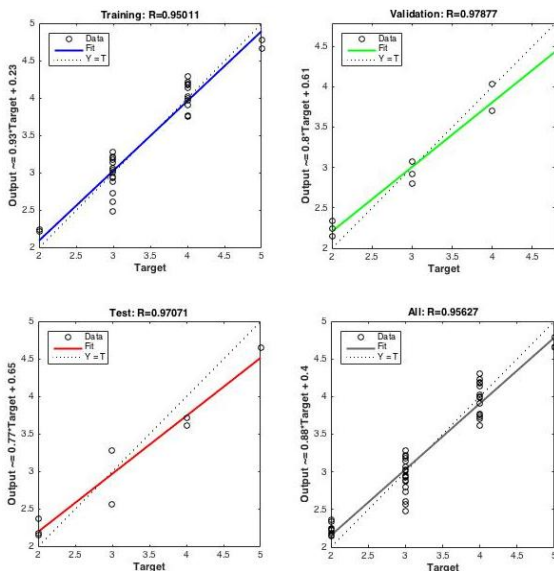 Training: R=0.95011
Output ~= 0.93*Target + 0.23
Data
Fit
Y = T
5
4.5
4
3.5
3
2.5
2
2 2.5 3 3.5 4 4.5 5
Target
Validation: R=0.97877
Output ~= 0.8*Target + 0.61
Data
Fit
Y = T
4.5
4
3.5
3
2.5
2
2 2.5 3 3.5 4 4.5
Target
Test: R=0.97071
Output ~= 0.77*Target + 0.65
Data
Fit
Y = T
5
4.5
4
3.5
3
2.5
2
2 2.5 3 3.5 4 4.5 5
Target
All: R=0.95627
Output ~= 0.88*Target + 0.4
Data
Fit
Y = T
5
4.5
4
3.5
3
2.5
2
2 2.5 3 3.5 4 4.5 5
Target